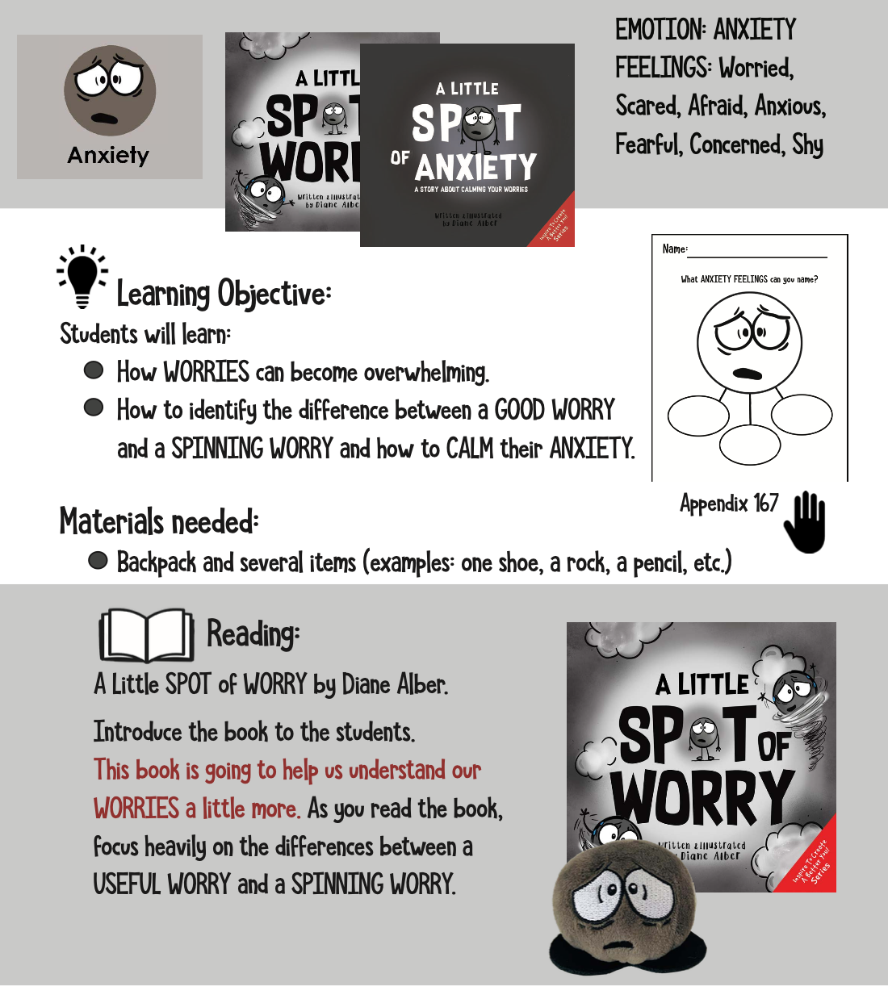 Anxiety
A LITTL
SPOT
WORR
Written & Illustrat
by Diane Albe
A LITTLE
SPOT
OF ANXIETY
A STORY ABOUT CALMING YOUR WORRIES
Written & Illustrated
by Diane Alber
Inspire To Create
A Better You!
Series
EMOTION: ANXIETY
FEELINGS: Worried,
Scared, Afraid, Anxious,
Fearful, Concerned, Shy
Learning Objective:
Students will learn:
How WORRIES can become overwhelming.
How to identify the difference between a GOOD WORRY
and a SPINNING WORRY and how to CALM their ANXIETY.
Name:
What ANXIETY FEELINGS can you name?
Appendix 167
Materials needed:
Backpack and several items (examples: one shoe, a rock, a pencil, etc.)
Reading:
A Little SPOT of WORRY by Diane Alber.
Introduce the book to the students.
This book is going to help us understand our
WORRIES a little more. As you read the book,
focus heavily on the differences between a
USEFUL WORRY and a SPINNING WORRY.
A LITTLE
SPOT OF
WORRY
Written & Illustrated
Diane Alber
Inspire To Create
A Better You!
Series